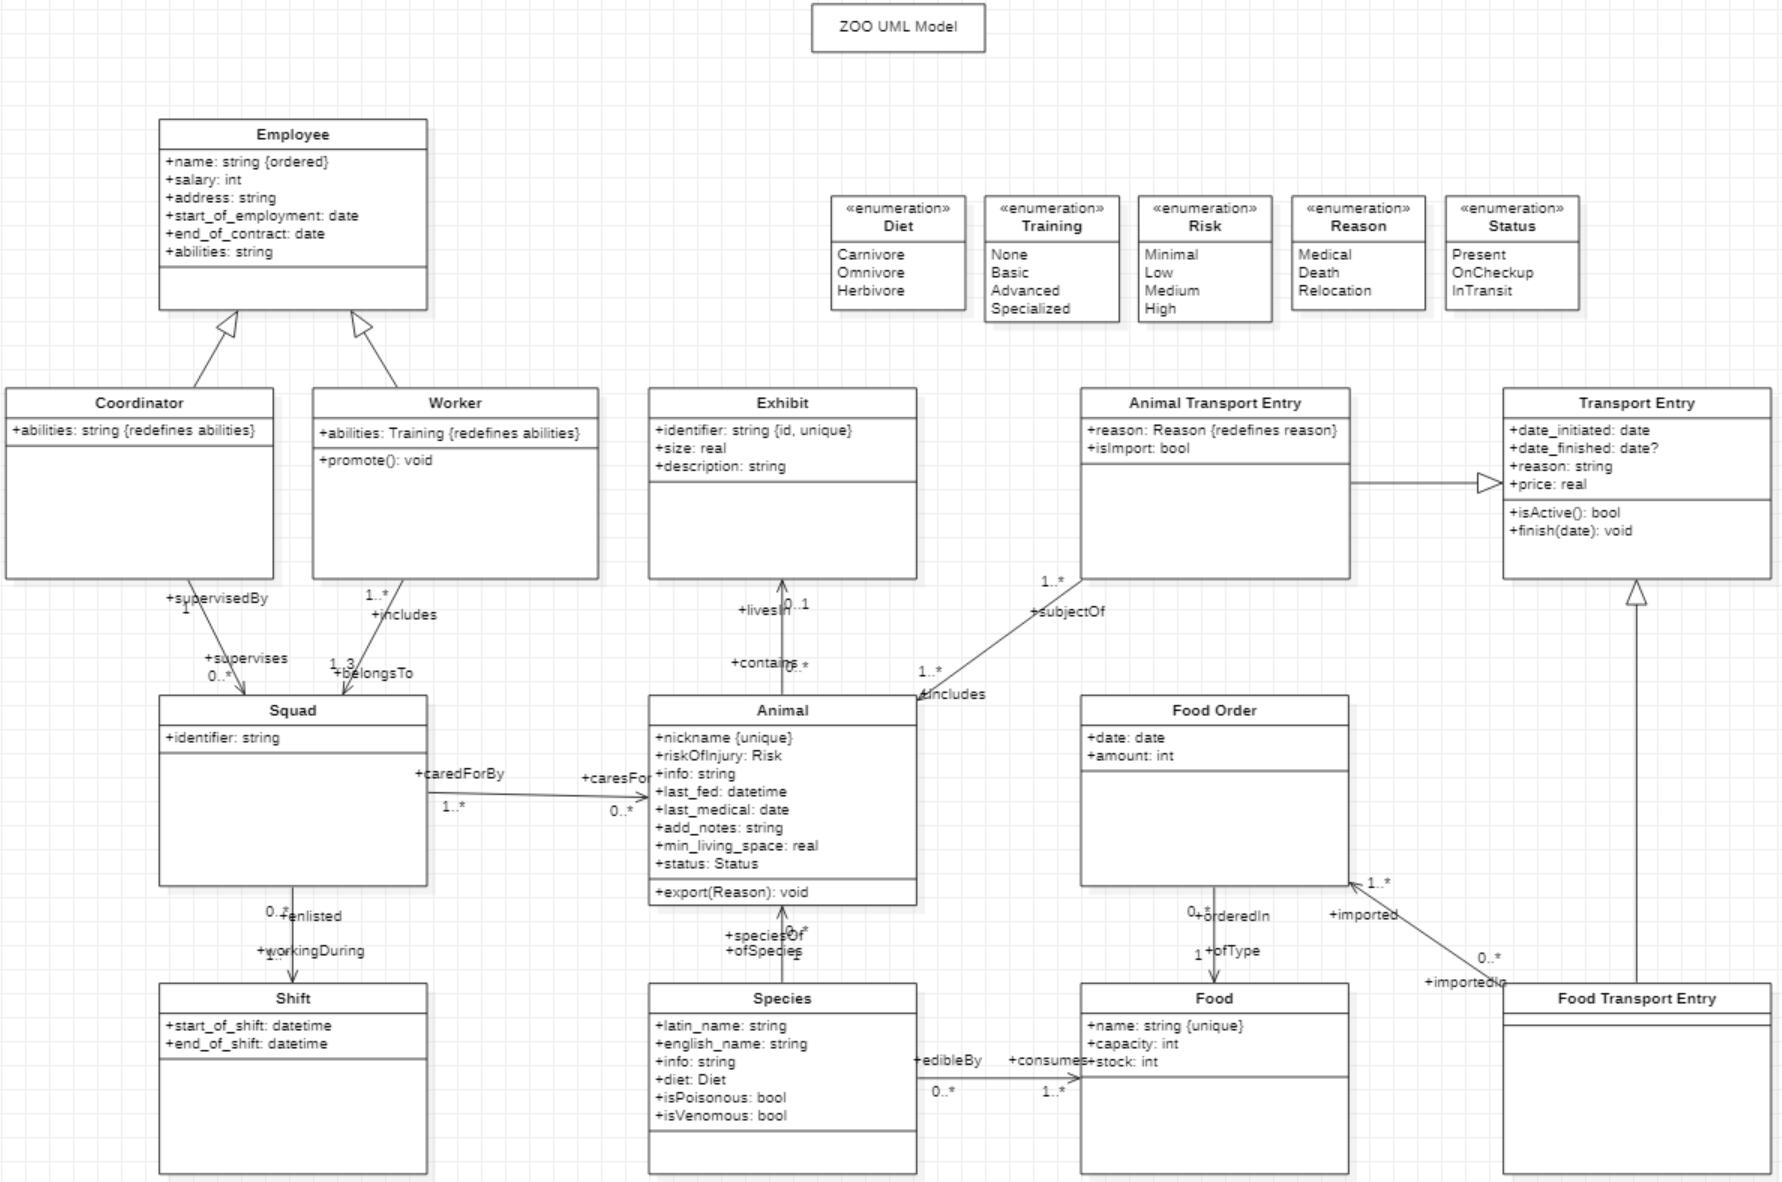 ZOO UML Model
Employee
+name: string {ordered}
+salary: int
+address: string
+start_of_employment: date
+end_of_contract: date
+abilities: string
«enumeration»
Diet
Carnivore
Omnivore
Herbivore
«enumeration»
Training
None
Basic
Advanced
Specialized
«enumeration»
Risk
Minimal
Low
Medium
High
«enumeration»
Reason
Medical
Death
Relocation
«enumeration»
Status
Present
OnCheckup
InTransit
Coordinator
+abilities: string {redefines abilities}
Worker
+abilities: Training {redefines abilities}
+promote(): void
Exhibit
+identifier: string {id, unique}
+size: real
+description: string
Animal Transport Entry
+reason: Reason {redefines reason}
+isImport: bool
Transport Entry
+date_initiated: date
+date_finished: date?
+reason: string
+price: real
+isActive(): bool
+finish(date): void
+supervisedBy
1
+supervises
0..*
1..*
+includes
1..3
+belongsTo
+livesIn
0..1
+contains
0..*
1..*
+subjectOf
1..*
+includes
Squad
+identifier: string
+caredForBy
1..*
+caresFor
0..*
Animal
+nickname {unique}
+riskOfInjury: Risk
+info: string
+last_fed: datetime
+last_medical: date
+add_notes: string
+min_living_space: real
+status: Status
+export(Reason): void
Food Order
+date: date
+amount: int
0..*
+enlisted
+workingDuring
+speciesOf
0..*
+ofSpecies
1
0..*
+orderedIn
1
+ofType
1..*
+imported
0..*
+importedIn
Shift
+start_of_shift: datetime
+end_of_shift: datetime
Species
+latin_name: string
+english_name: string
+info: string
+diet: Diet
+isPoisonous: bool
+isVenomous: bool
+edibleBy
0..*
+consumes
1..*
Food
+name: string {unique}
+capacity: int
+stock: int
Food Transport Entry